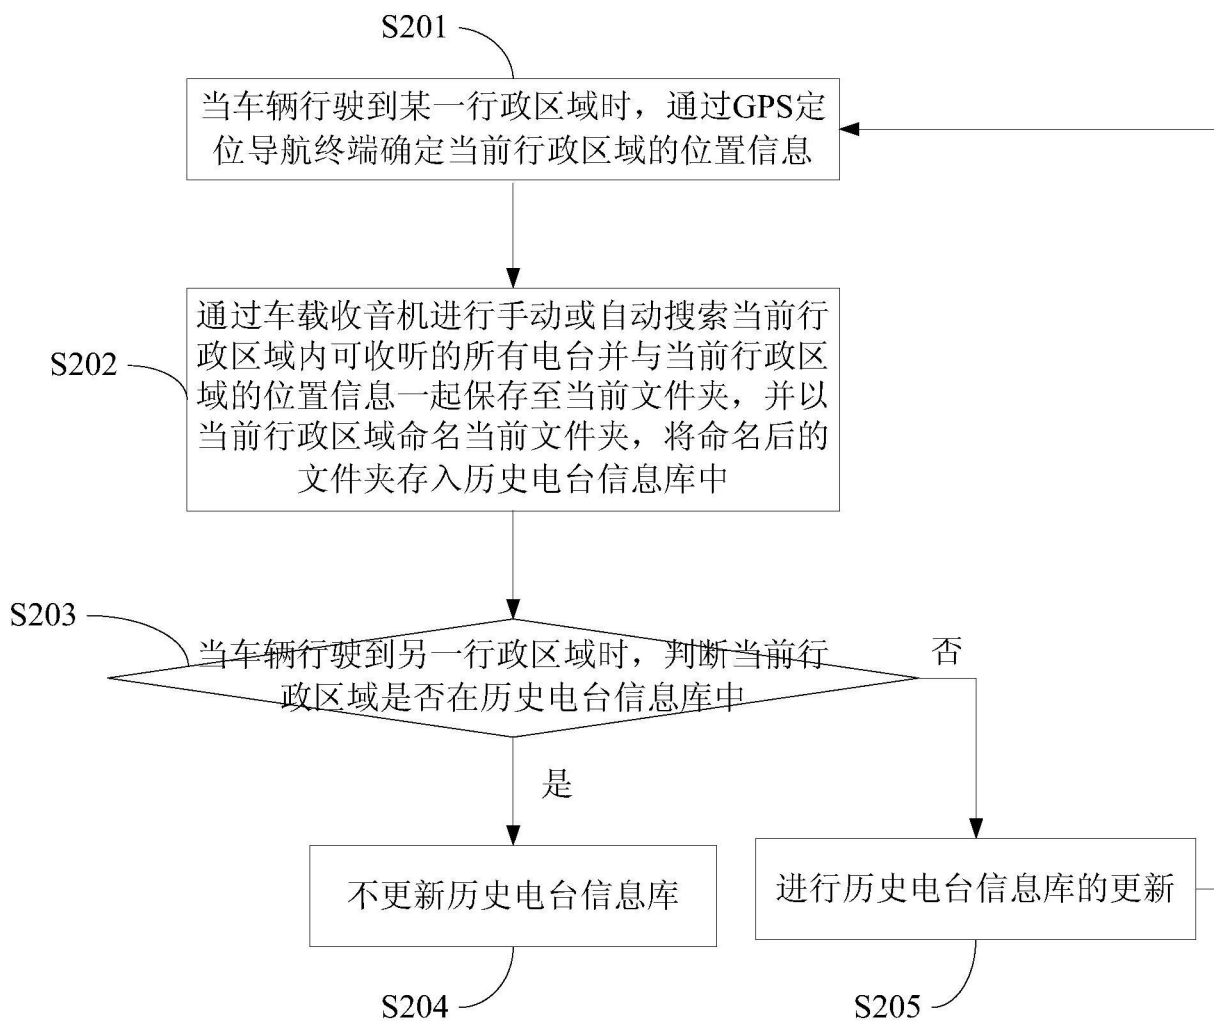 S201
当车辆行驶到某一行政区域时，通过GPS定
位导航终端确定当前行政区域的位置信息
S202
通过车载收音机进行手动或自动搜索当前行
政区域内可收听的所有电台并与当前行政区
域的位置信息一起保存至当前文件夹，并以
当前行政区域命名当前文件夹，将命名后的
文件夹存入历史电台信息库中
S203
当车辆行驶到另一行政区域时，判断当前行
政区域是否在历史电台信息库中
否
是
不更新历史电台信息库
进行历史电台信息库的更新
S204
S205